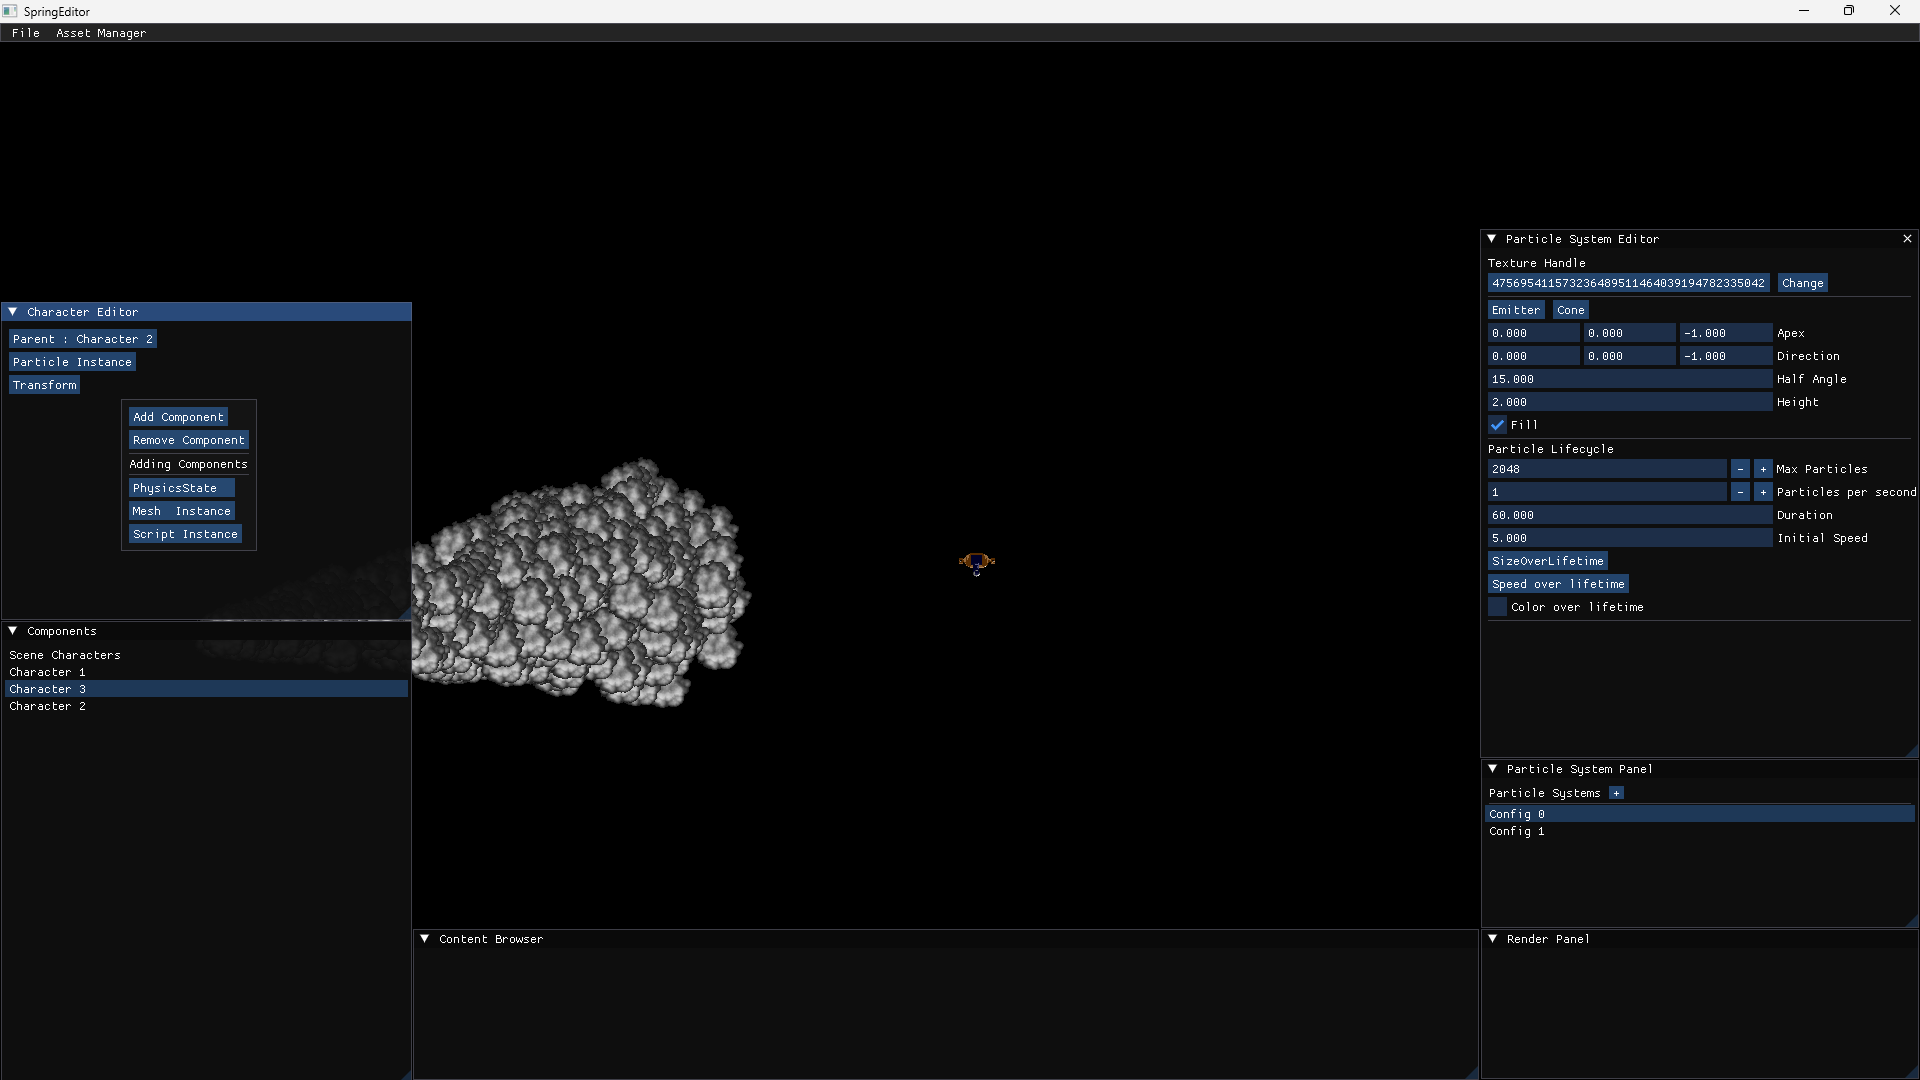 SpringEditor
File Asset Manager
Character Editor
Parent : Character 2
Particle Instance
Transform
Add Component
Remove Component
Adding Components
PhysicsState
Mesh Instance
Script Instance
Components
Scene Characters
Character 1
Character 3
Character 2
Content Browser
Particle System Editor
Texture Handle
475695411573236489511464039194782335042 Change
Emitter Cone
0.000 0.000 -1.000 Apex
0.000 0.000 -1.000 Direction
15.000 Half Angle
2.000 Height
Fill
Particle Lifecycle
2048 - + Max Particles
1 - + Particles per second
60.000 Duration
5.000 Initial Speed
SizeOverLifetime
Speed over lifetime
Color over lifetime
Particle System Panel
Particle Systems +
Config 0
Config 1
Render Panel